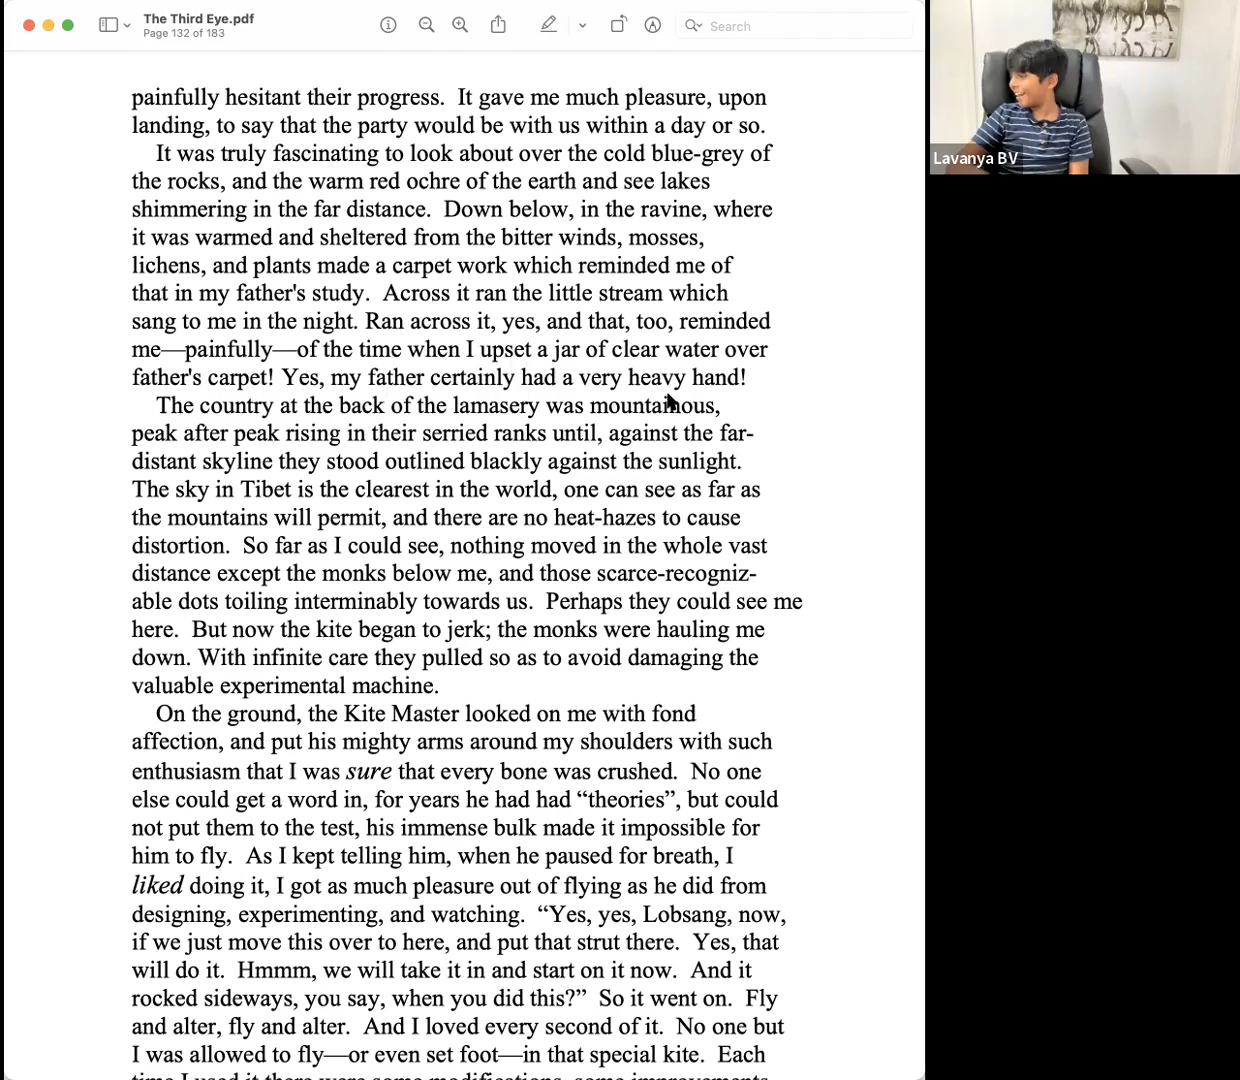 The Third Eye.pdf
Page 132 of 183
Search
painfully hesitant their progress.  It gave me much pleasure, upon
landing, to say that the party would be with us within a day or so.
It was truly fascinating to look about over the cold blue-grey of
the rocks, and the warm red ochre of the earth and see lakes
shimmering in the far distance.  Down below, in the ravine, where
it was warmed and sheltered from the bitter winds, mosses,
lichens, and plants made a carpet work which reminded me of
that in my father's study.  Across it ran the little stream which
sang to me in the night. Ran across it, yes, and that, too, reminded
me—painfully—of the time when I upset a jar of clear water over
father's carpet! Yes, my father certainly had a very heavy hand!
The country at the back of the lamasery was mountainous,
peak after peak rising in their serried ranks until, against the far-
distant skyline they stood outlined blackly against the sunlight.
The sky in Tibet is the clearest in the world, one can see as far as
the mountains will permit, and there are no heat-hazes to cause
distortion.  So far as I could see, nothing moved in the whole vast
distance except the monks below me, and those scarce-recogniz-
able dots toiling interminably towards us.  Perhaps they could see me
here.  But now the kite began to jerk; the monks were hauling me
down. With infinite care they pulled so as to avoid damaging the
valuable experimental machine.
On the ground, the Kite Master looked on me with fond
affection, and put his mighty arms around my shoulders with such
enthusiasm that I was sure that every bone was crushed.  No one
else could get a word in, for years he had had “theories”, but could
not put them to the test, his immense bulk made it impossible for
him to fly.  As I kept telling him, when he paused for breath, I
liked doing it, I got as much pleasure out of flying as he did from
designing, experimenting, and watching.  “Yes, yes, Lobsang, now,
if we just move this over to here, and put that strut there.  Yes, that
will do it.  Hmmm, we will take it in and start on it now.  And it
rocked sideways, you say, when you did this?”  So it went on.  Fly
and alter, fly and alter.  And I loved every second of it.  No one but
I was allowed to fly—or even set foot—in that special kite.  Each
time I used it there were some modifications, some improvements
Lavanya BV